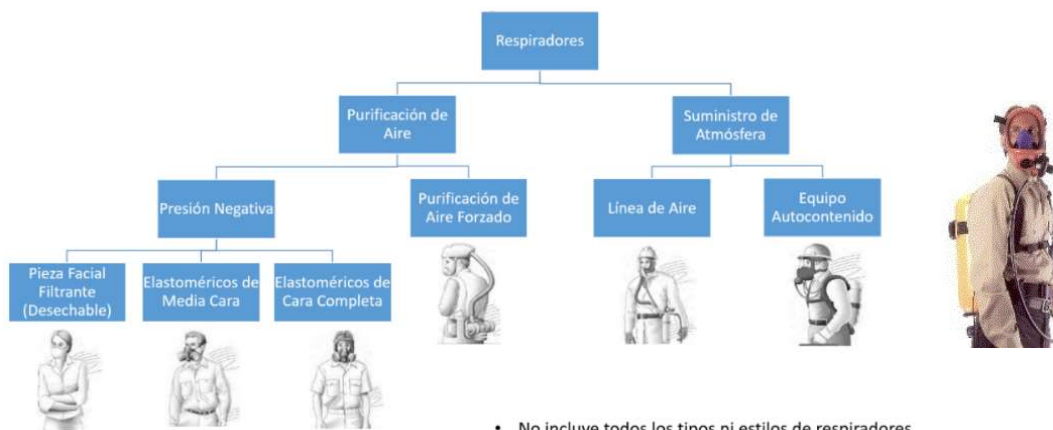 Respiradores
Purificación de
Aire
Suministro de
Atmósfera
Presión Negativa
Purificación de
Aire Forzado
Línea de Aire
Equipo
Autocontenido
Pieza Facial
Filtrante
(Desechable)
Elastoméricos de
Media Cara
Elastoméricos de
Cara Completa
• No incluye todos los tipos ni estilos de respiradores